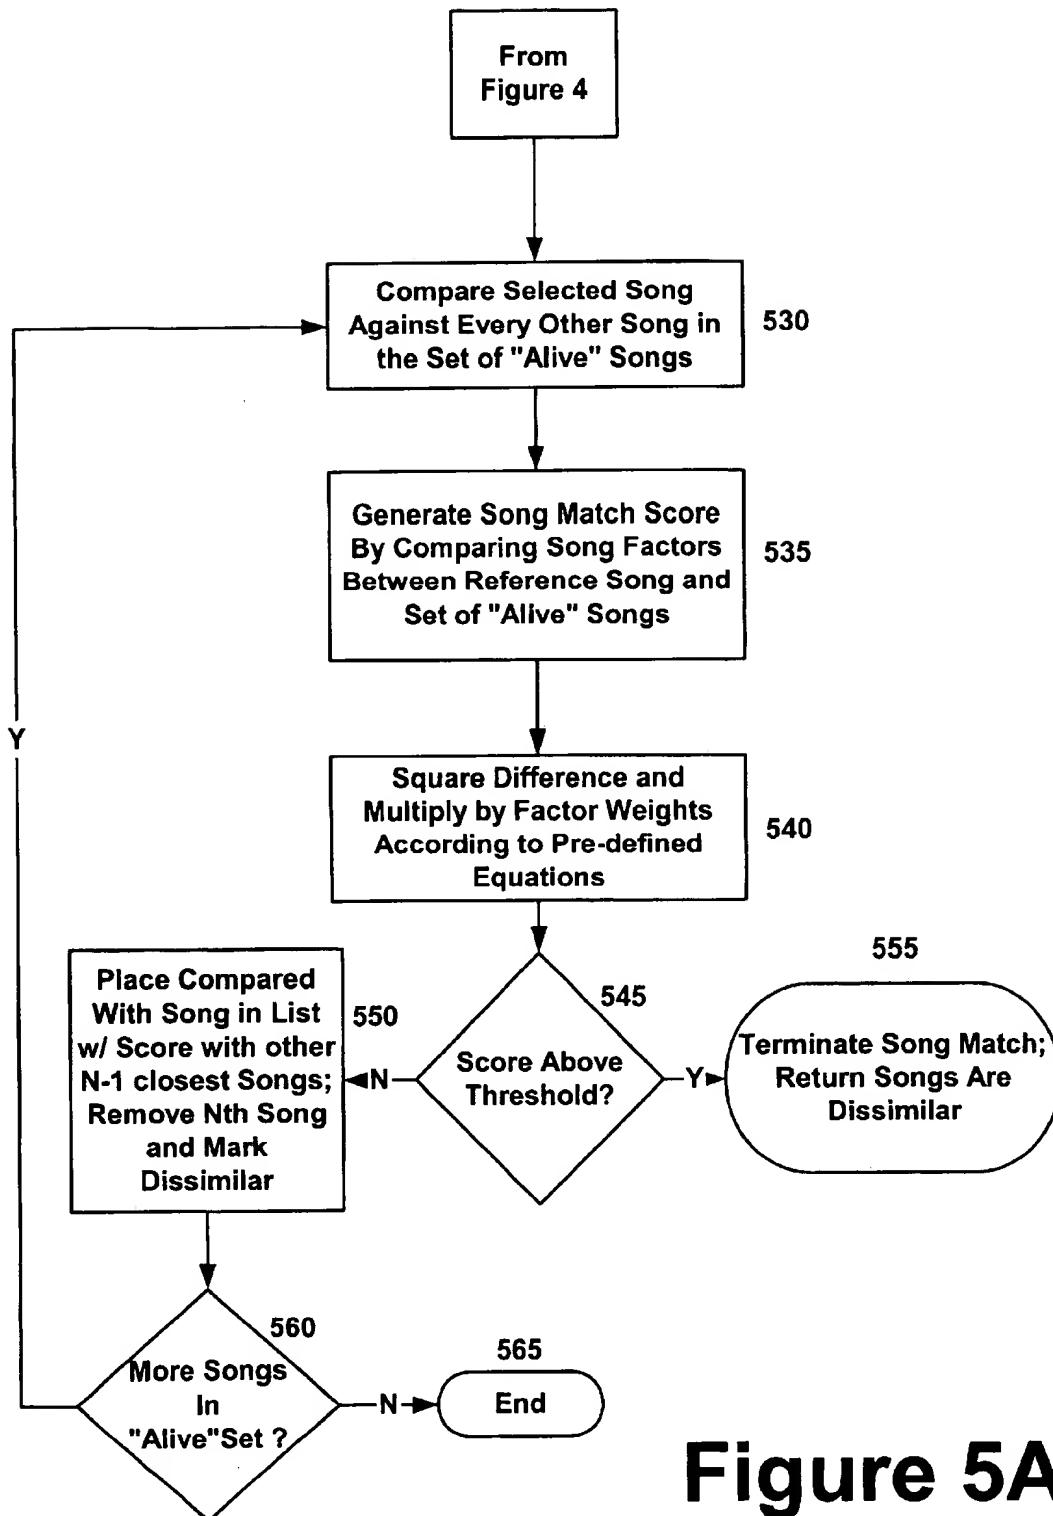 From
Figure 4
Compare Selected Song
Against Every Other Song in
the Set of "Alive" Songs
530
Generate Song Match Score
By Comparing Song Factors
Between Reference Song and
Set of "Alive" Songs
535
Y
Square Difference and
Multiply by Factor Weights
According to Pre-defined
Equations
540
Place Compared
With Song in List
w/ Score with other
N-1 closest Songs;
Remove Nth Song
and Mark
Dissimilar
550
N
545
Score Above
Threshold?
Y
555
Terminate Song Match;
Return Songs Are
Dissimilar
560
More Songs
In
"Alive"Set ?
N
565
End
Figure 5A